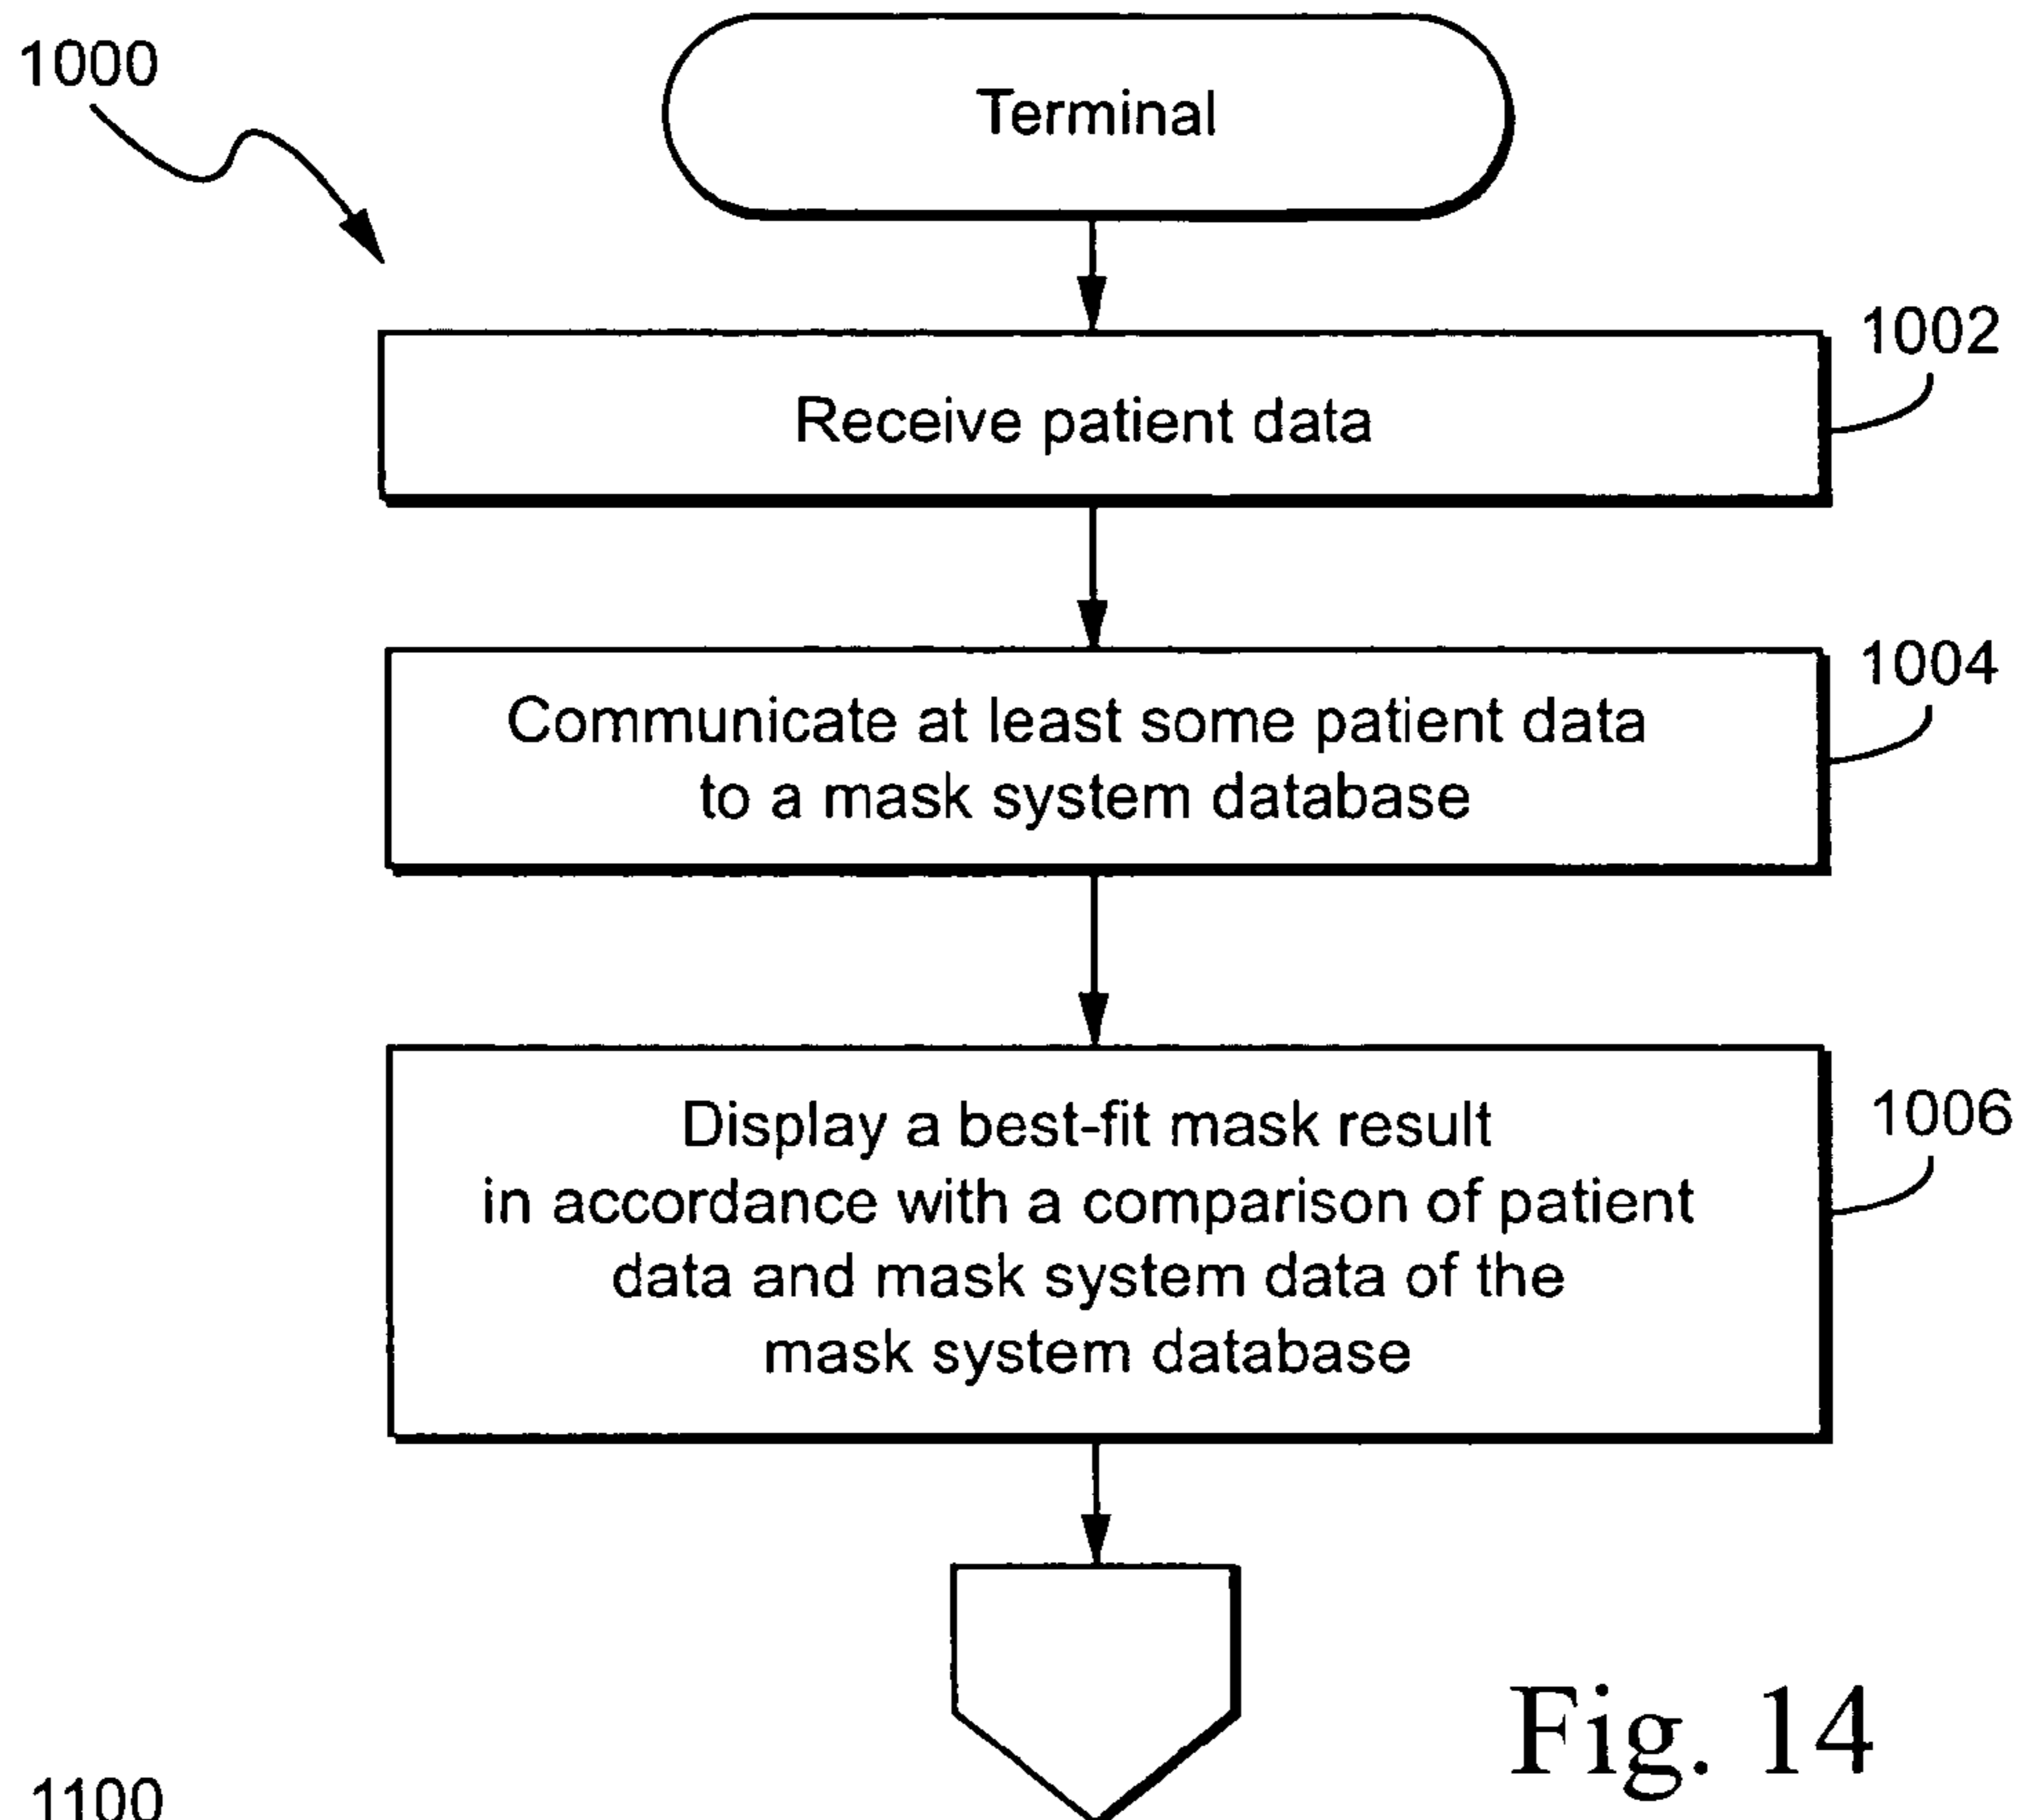 1000
Terminal
1002
Receive patient data
1004
Communicate at least some patient data
to a mask system database
1006
Display a best-fit mask result
in accordance with a comparison of patient
data and mask system data of the
mask system database
Fig. 14
1100